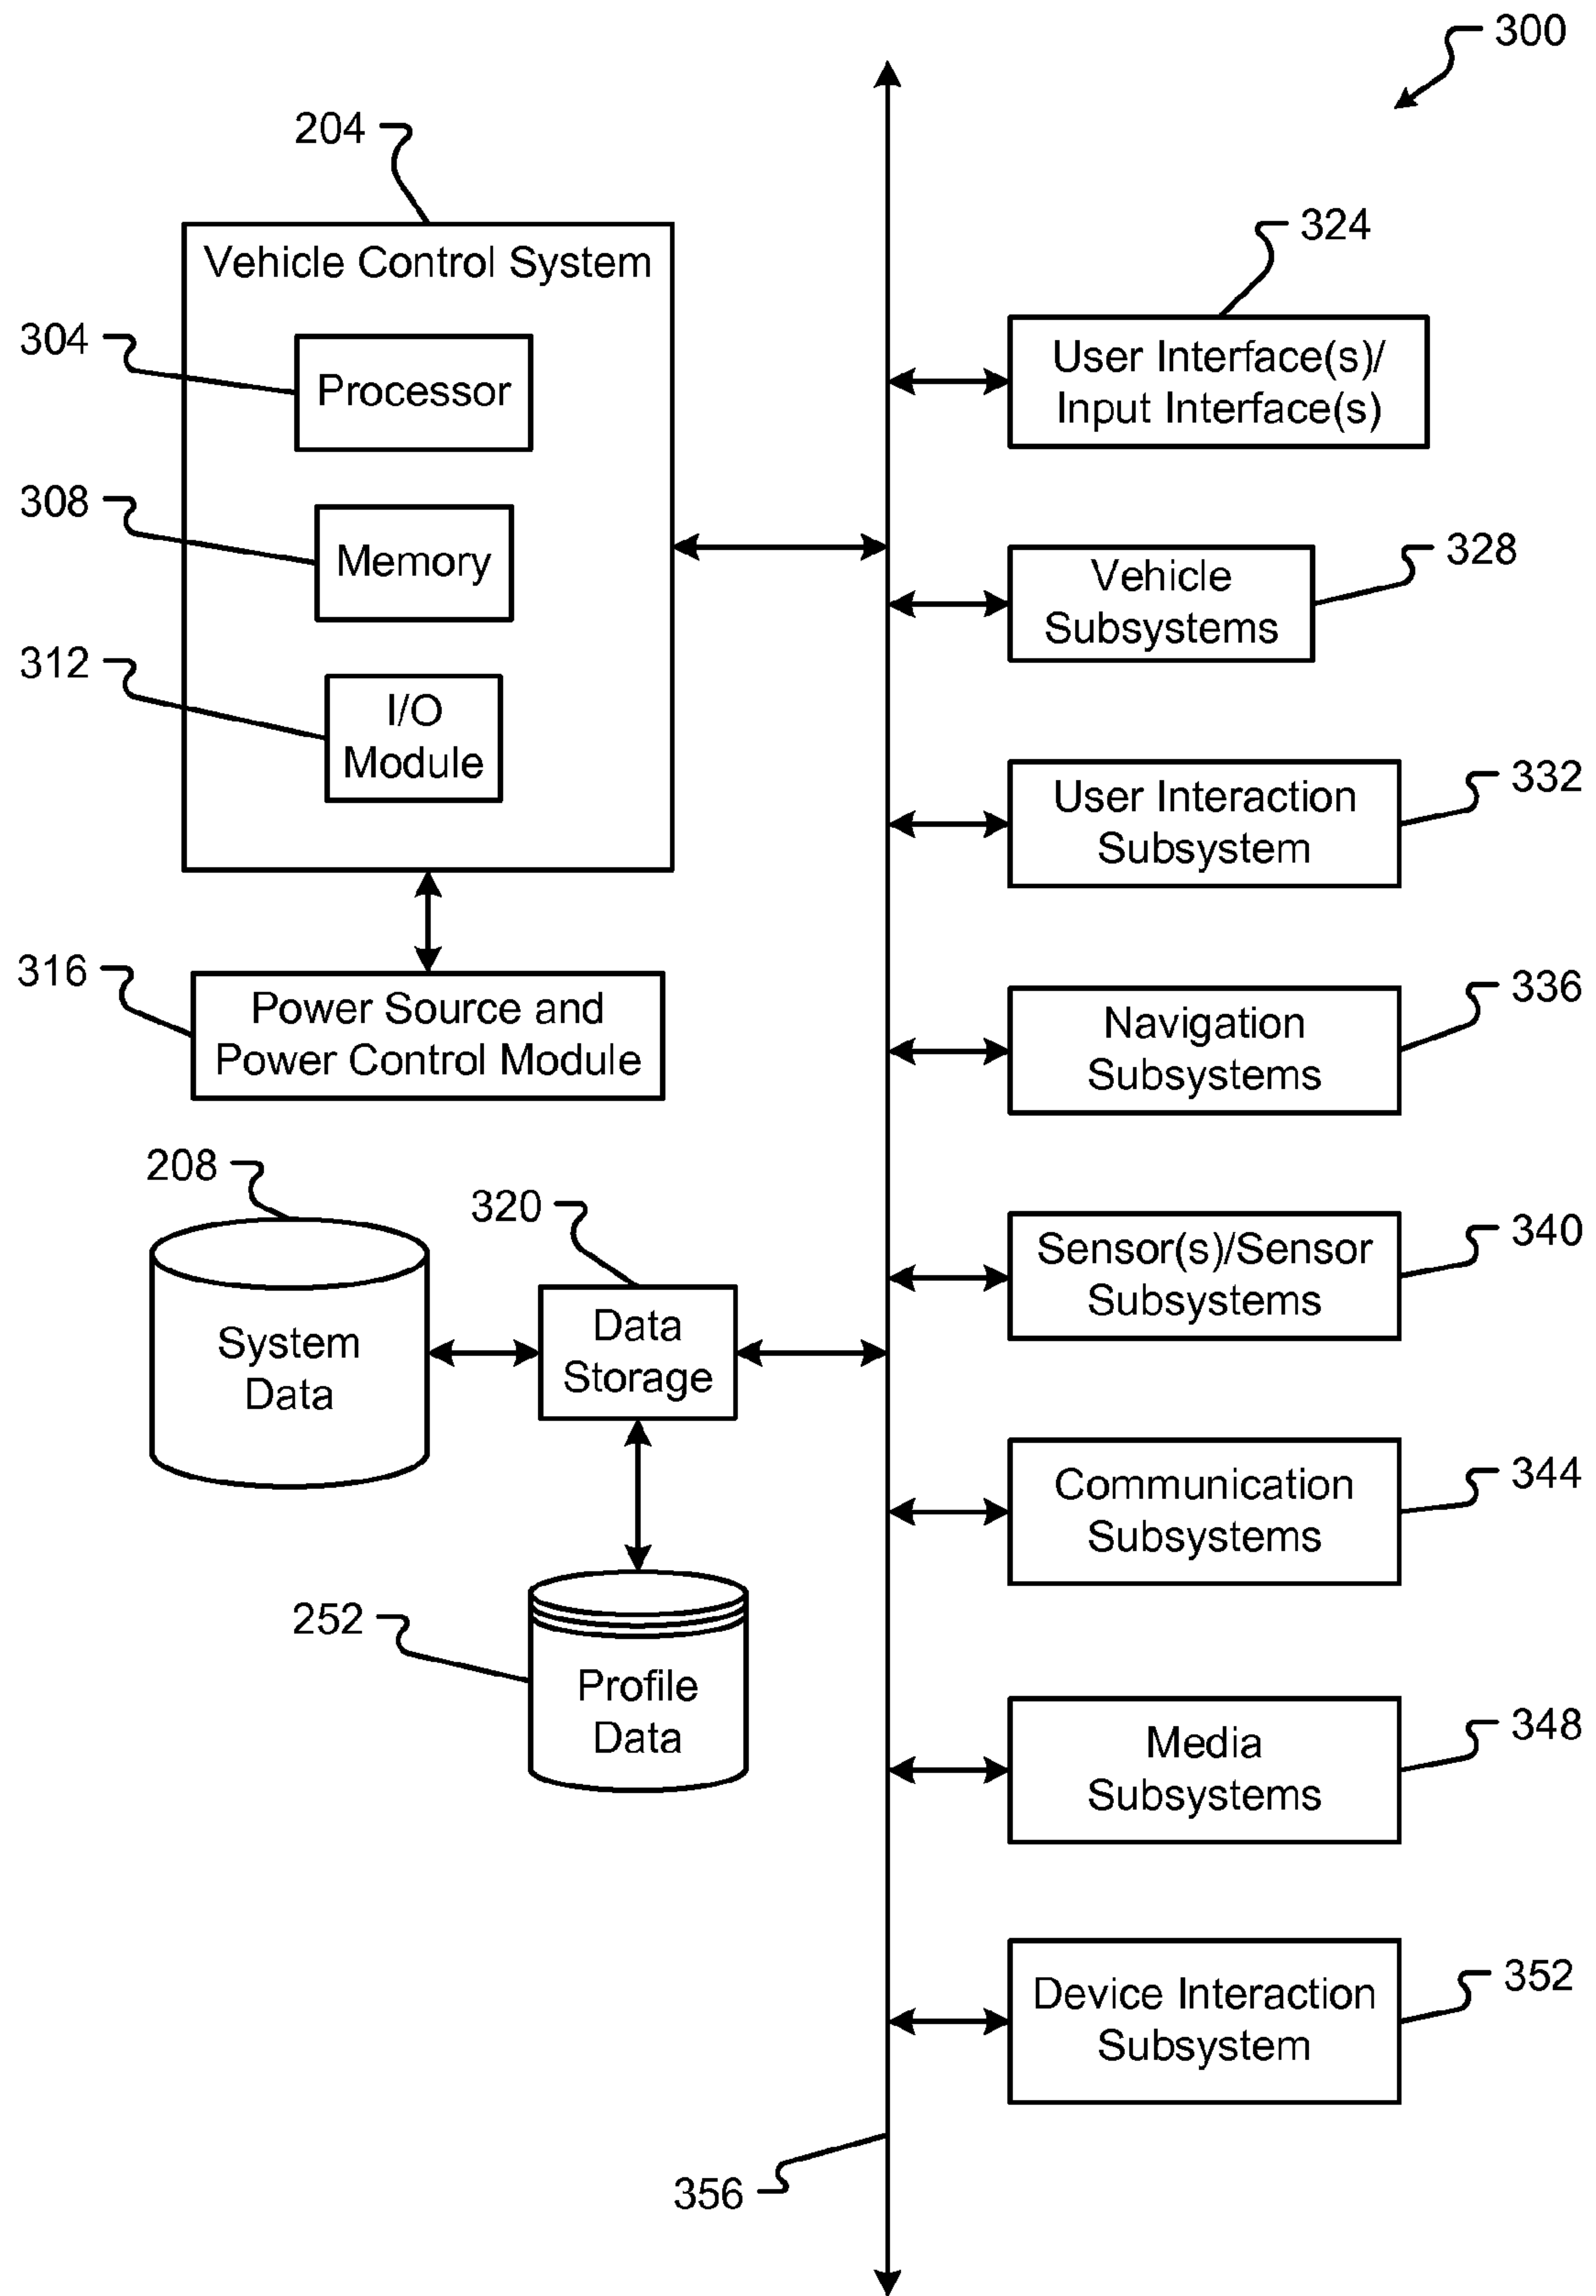 300
204
Vehicle Control System
304
Processor
308
Memory
312
I/O
Module
316
Power Source and
Power Control Module
208
System
Data
320
Data
Storage
252
Profile
Data
324
User Interface(s)/
Input Interface(s)
328
Vehicle
Subsystems
332
User Interaction
Subsystem
336
Navigation
Subsystems
340
Sensor(s)/Sensor
Subsystems
344
Communication
Subsystems
348
Media
Subsystems
352
Device Interaction
Subsystem
356